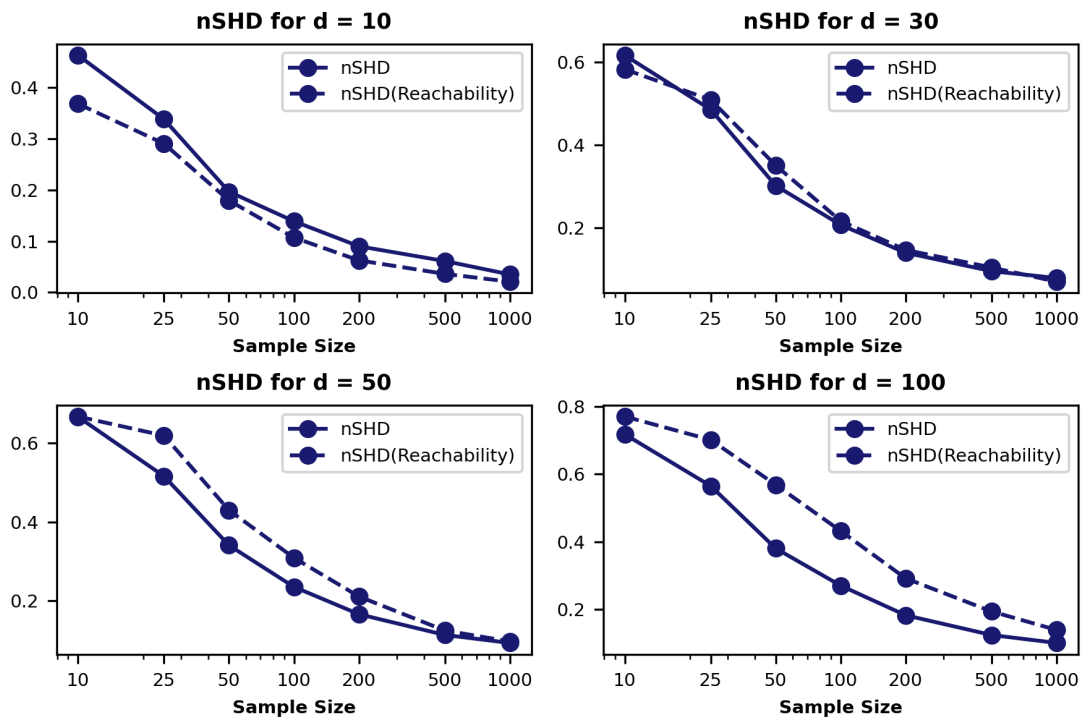 nSHD for d = 10
nSHD
nSHD(Reachability)
0.4
0.3
0.2
0.1
0.0
10 25 50 100 200 500 1000
Sample Size
nSHD for d = 30
nSHD
nSHD(Reachability)
0.6
0.4
0.2
10 25 50 100 200 500 1000
Sample Size
nSHD for d = 50
nSHD
nSHD(Reachability)
0.6
0.4
0.2
10 25 50 100 200 500 1000
Sample Size
nSHD for d = 100
nSHD
nSHD(Reachability)
0.8
0.6
0.4
0.2
10 25 50 100 200 500 1000
Sample Size